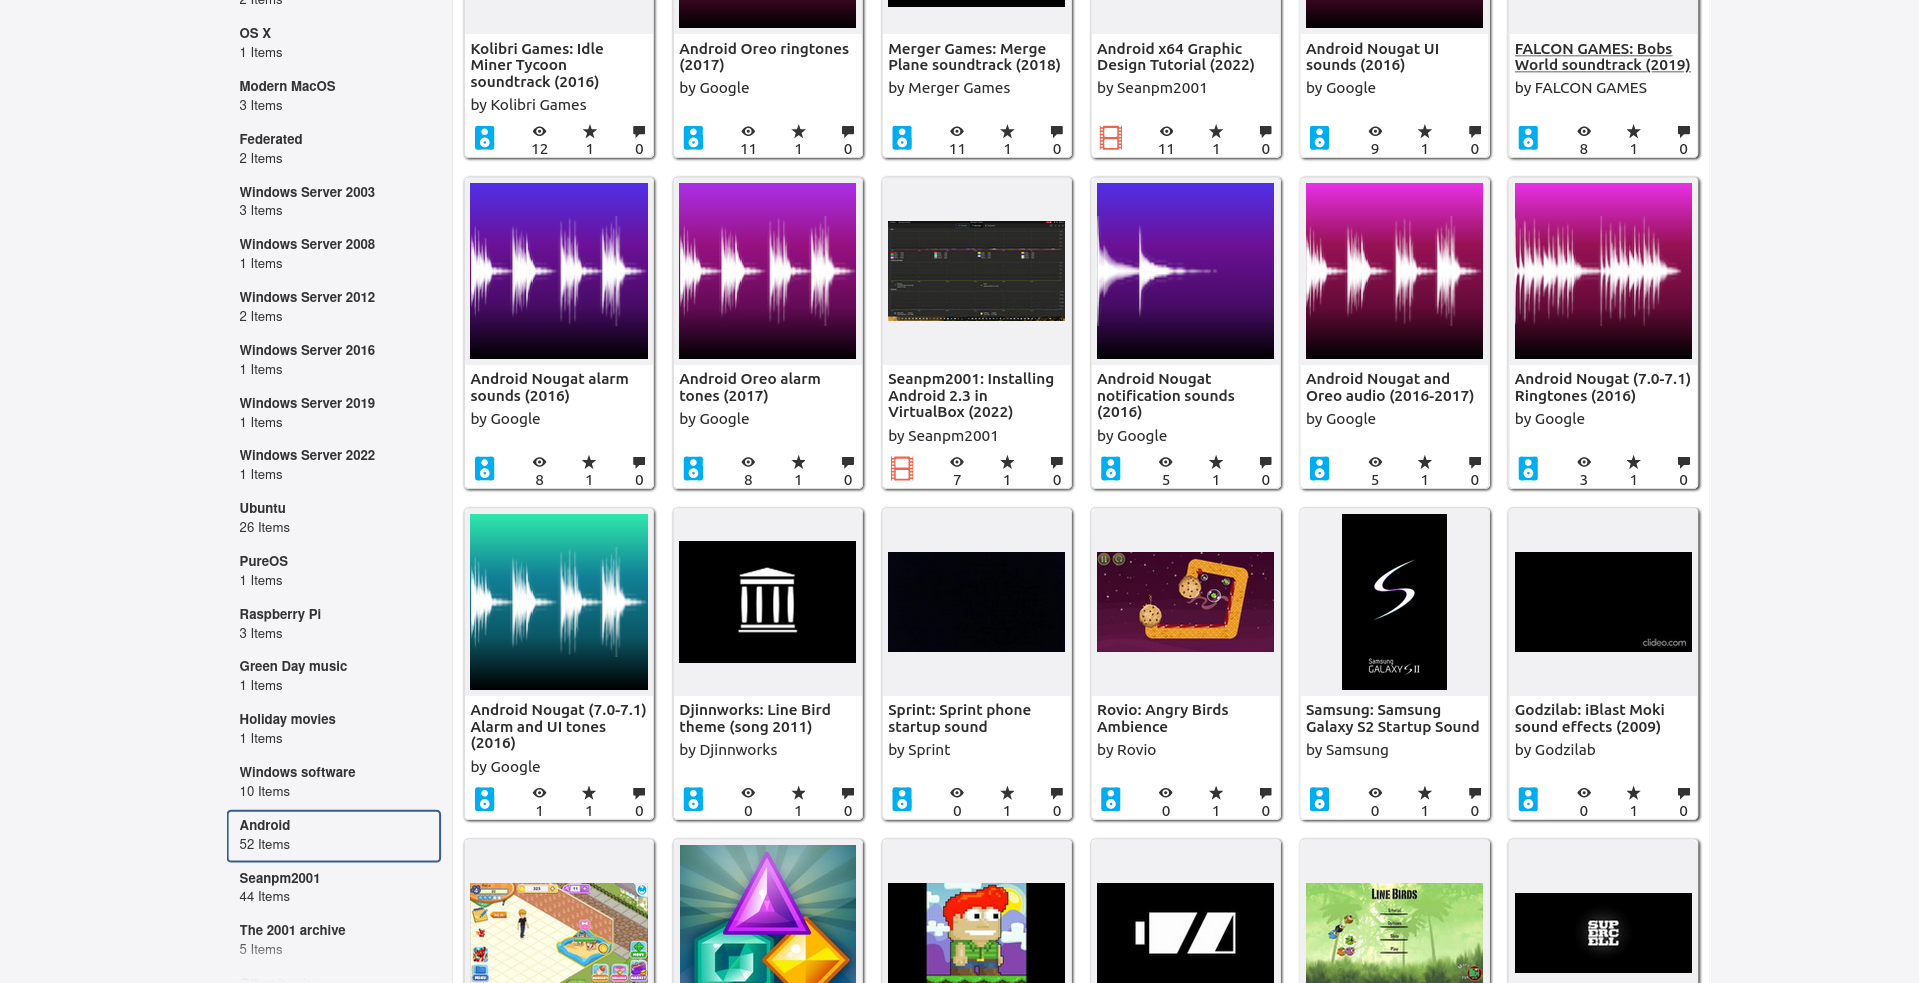 2 Items
OS X
1 Items
Modern MacOS
3 Items
Federated
2 Items
Windows Server 2003
3 Items
Windows Server 2008
1 Items
Windows Server 2012
2 Items
Windows Server 2016
1 Items
Windows Server 2019
1 Items
Windows Server 2022
1 Items
Ubuntu
26 Items
PureOS
1 Items
Raspberry Pi
3 Items
Green Day music
1 Items
Holiday movies
1 Items
Windows software
10 Items
Android
52 Items
Seanpm2001
44 Items
The 2001 archive
5 Items
Kolibri Games: Idle
Miner Tycoon
soundtrack (2016)
by Kolibri Games
12 1 0
Android Oreo ringtones
(2017)
by Google
11 1 0
Merger Games: Merge
Plane soundtrack (2018)
by Merger Games
11 1 0
Android x64 Graphic
Design Tutorial (2022)
by Seanpm2001
11 1 0
Android Nougat UI
sounds (2016)
by Google
9 1 0
FALCON GAMES: Bobs
World soundtrack (2019)
by FALCON GAMES
8 1 0
Android Nougat alarm
sounds (2016)
by Google
8 1 0
Android Oreo alarm
tones (2017)
by Google
8 1 0
Seanpm2001: Installing
Android 2.3 in
VirtualBox (2022)
by Seanpm2001
7 1 0
Android Nougat
notification sounds
(2016)
by Google
5 1 0
Android Nougat and
Oreo audio (2016-2017)
by Google
5 1 0
Android Nougat (7.0-7.1)
Ringtones (2016)
by Google
3 1 0
Android Nougat (7.0-7.1)
Alarm and UI tones
(2016)
by Google
1 1 0
Djinnworks: Line Bird
theme (song 2011)
by Djinnworks
0 1 0
Sprint: Sprint phone
startup sound
by Sprint
0 1 0
Rovio: Angry Birds
Ambience
by Rovio
0 1 0
Samsung
GALAXY S II
Samsung: Samsung
Galaxy S2 Startup Sound
by Samsung
0 1 0
clideo.com
Godzilab: iBlast Moki
sound effects (2009)
by Godzilab
0 1 0
LINE BIRDS
SUP
ERC
ELL